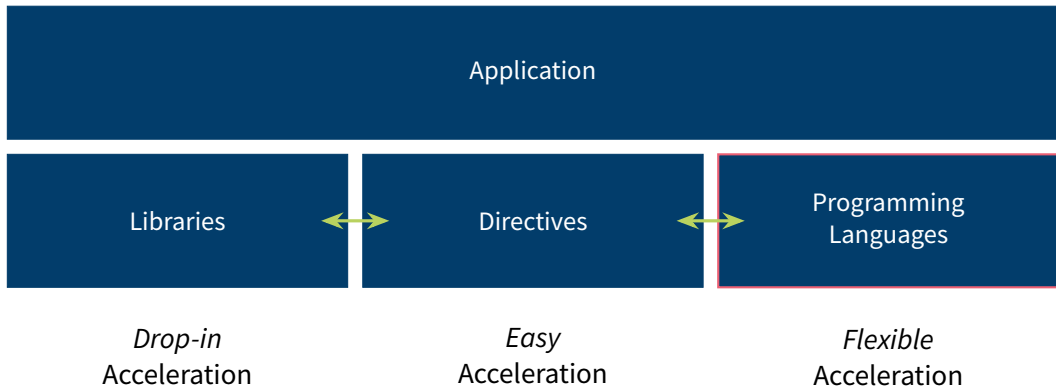 Application
Libraries
Directives
Programming
Languages
Drop-in
Acceleration
Easy
Acceleration
Flexible
Acceleration